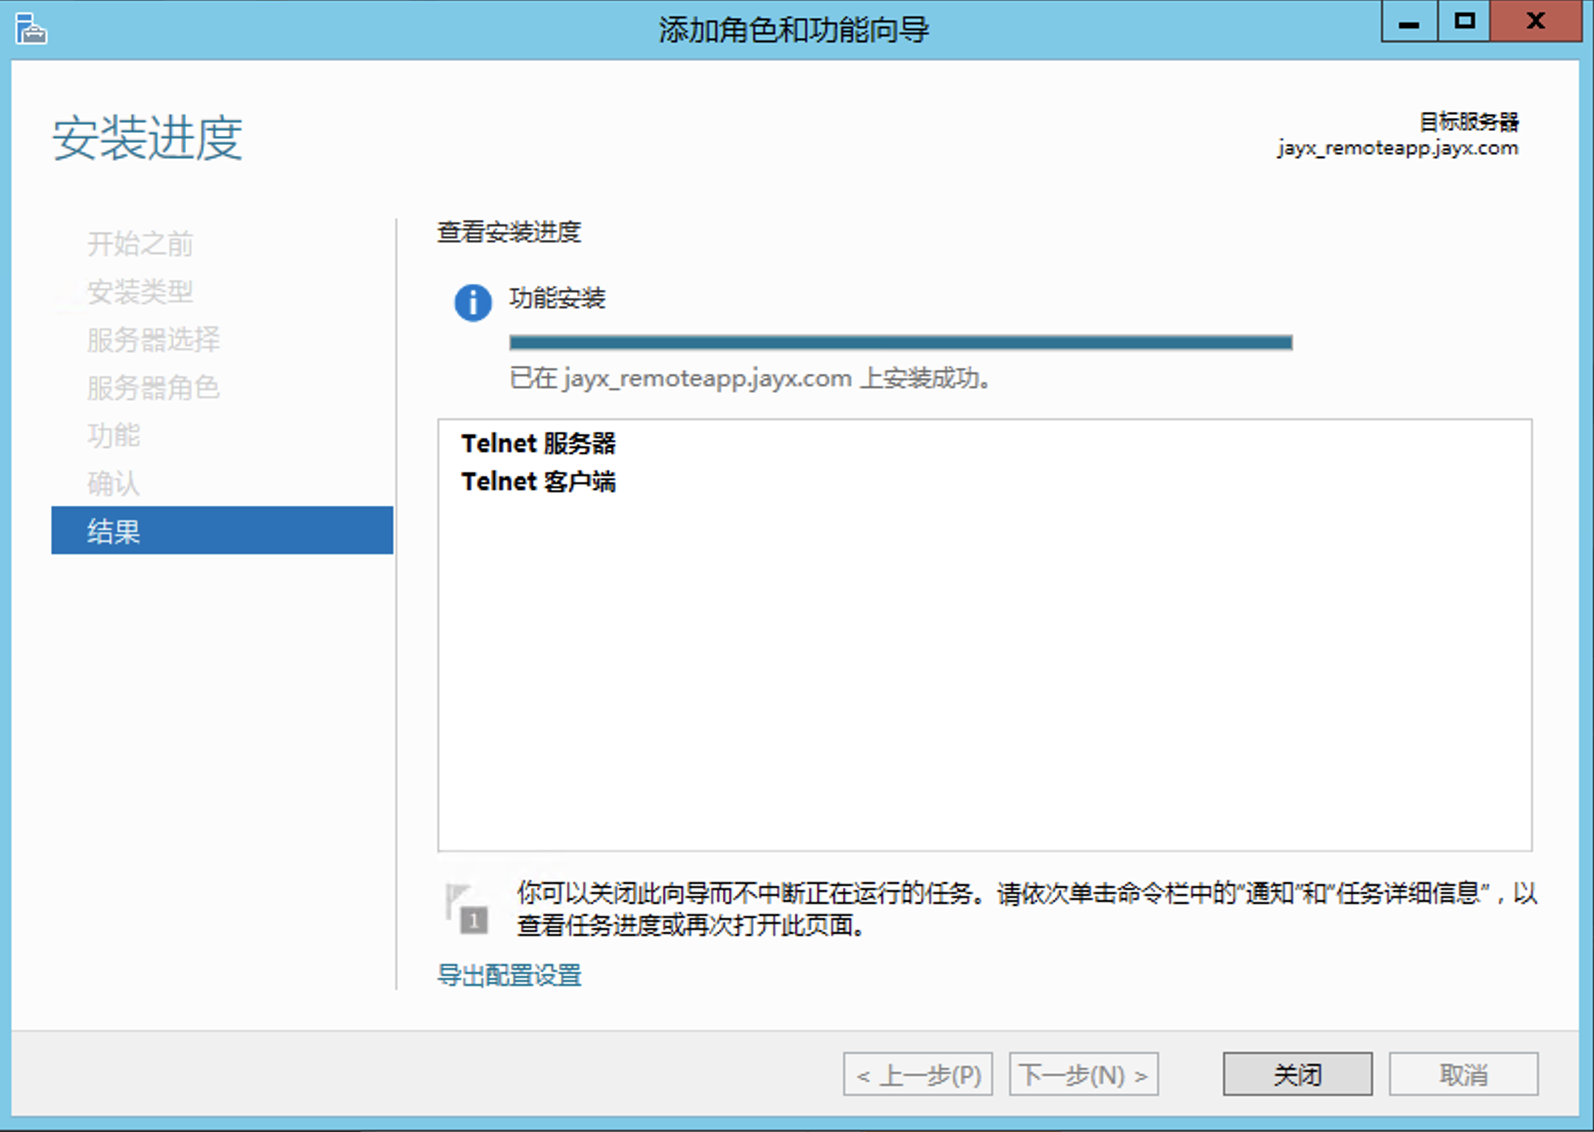 添加角色和功能向导
安装进度
目标服务器
jayx_remoteapp.jayx.com
开始之前
安装类型
服务器选择
服务器角色
功能
确认
结果
查看安装进度
功能安装
已在 jayx_remoteapp.jayx.com 上安装成功。
Telnet 服务器
Telnet 客户端
1
你可以关闭此向导而不中断正在运行的任务。请依次单击命令栏中的“通知”和“任务详细信息”，以
查看任务进度或再次打开此页面。
导出配置设置
< 上一步(P)
下一步(N) >
关闭
取消